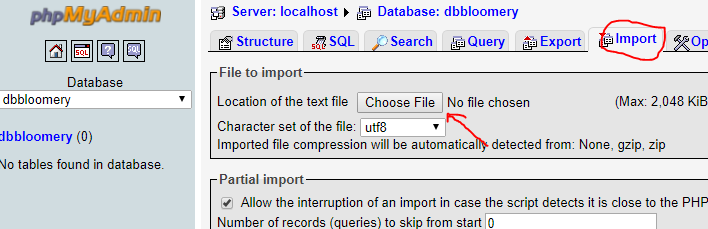 phpMyAdmin
SQL
Database
dbbloomery
dbbloomery (0)
No tables found in database.
Server: localhost Database: dbbloomery
Structure SQL Search Query Export Import Op
File to import
Location of the text file Choose File No file chosen (Max: 2,048 KiB
Character set of the file: utf8
Imported file compression will be automatically detected from: None, gzip, zip
Partial import
Allow the interruption of an import in case the script detects it is close to the PHP
Number of records (queries) to skip from start 0